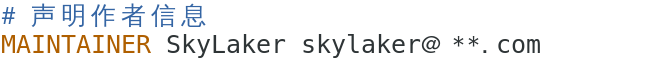 # 声明作者信息
MAINTAINER SkyLaker skylaker@ **.com